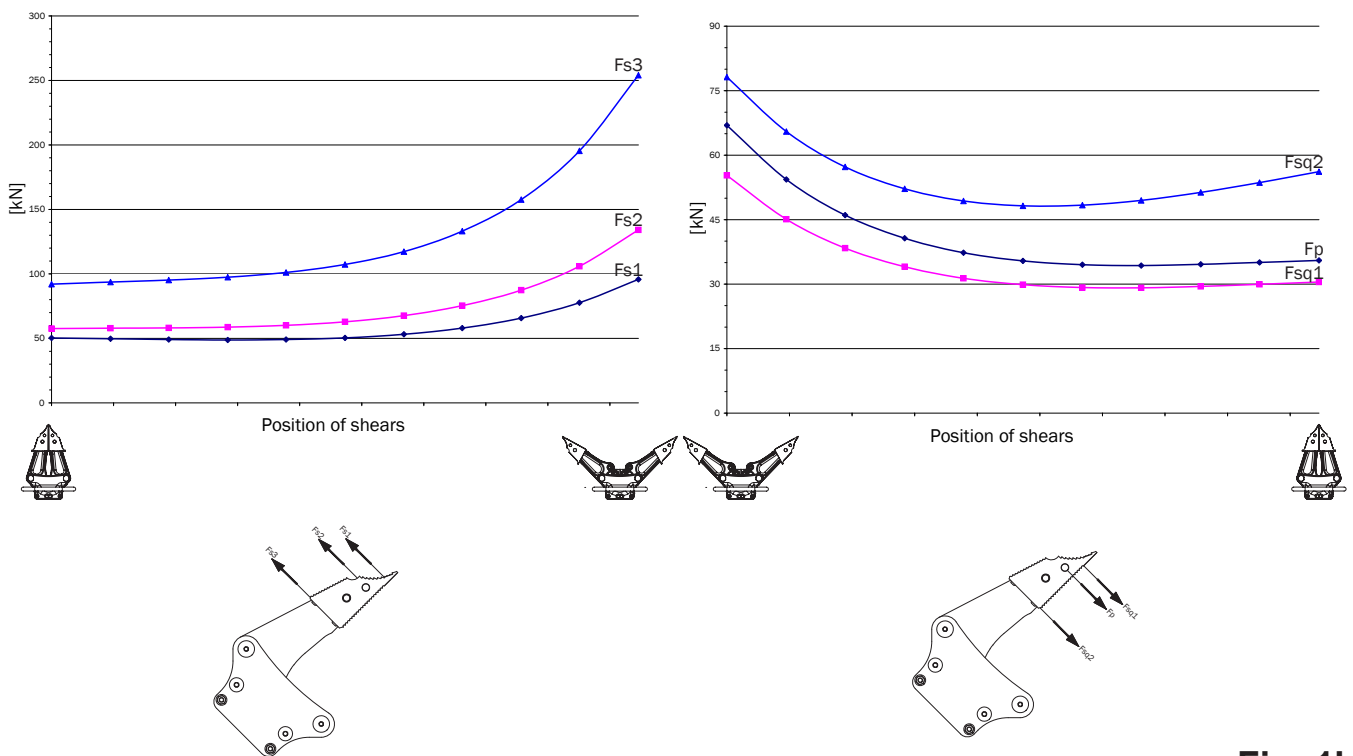 300
250
200
150
100
50
0
[kN]
Fs3
Fs2
Fs1
Position of shears
90
75
60
45
30
15
0
[kN]
Fsq2
Fp
Fsq1
Position of shears
Fs3
Fs2
Fs1
Fsq1
Fp
Fsq2